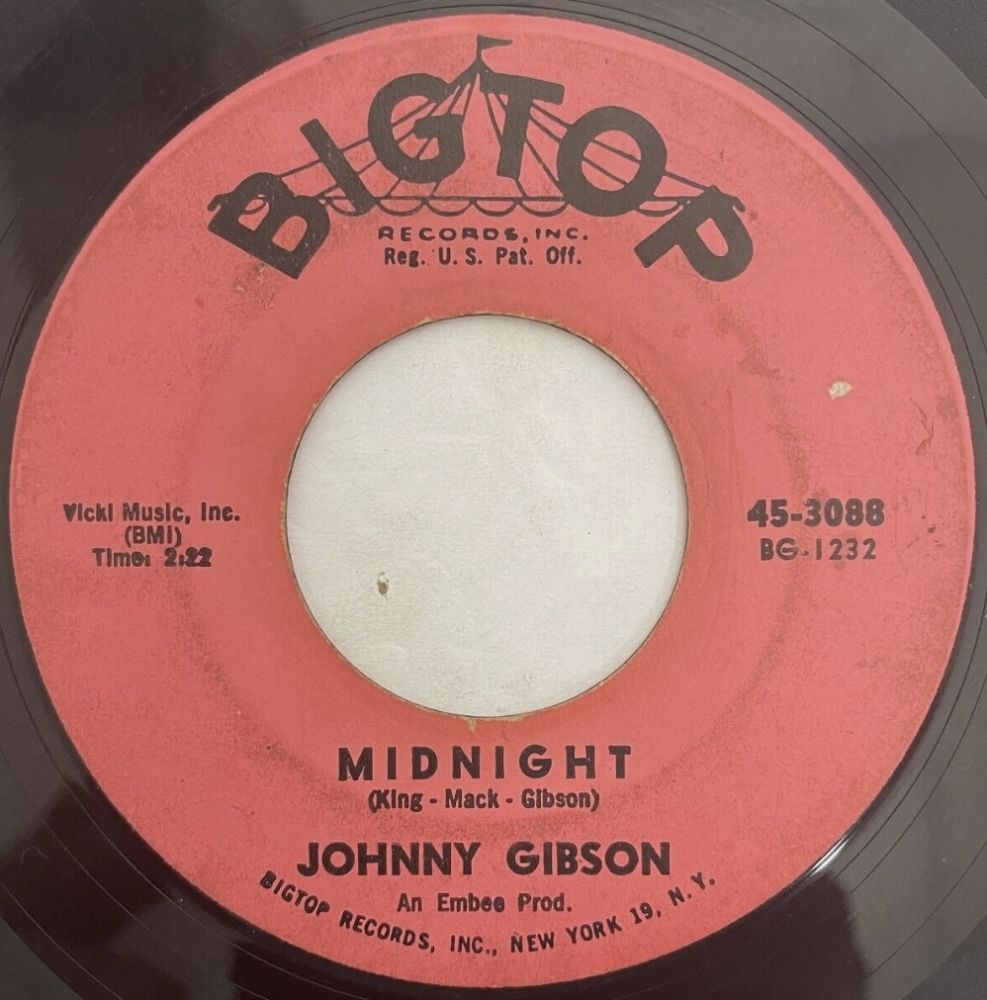 BIGTOP
RECORDS, INC.
Reg. U. S. Pat. Off.
Vicki Music, Inc.
(BMI)
Time: 2:22
45-3088
BG-1232
MIDNIGHT
(King - Mack - Gibson)
JOHNNY GIBSON
An Embee Prod.
BIGTOP RECORDS, INC., NEW YORK 19, N. Y.